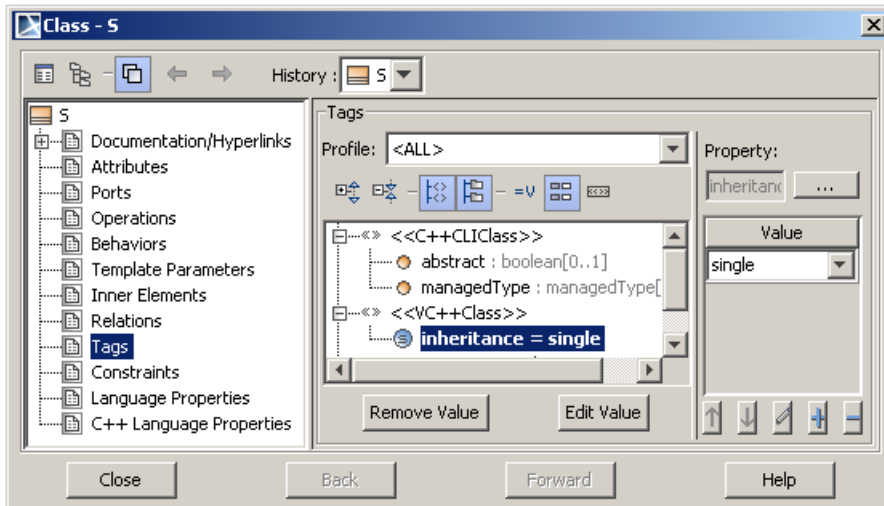 Class - S
History : S
S
Documentation/Hyperlinks
Attributes
Ports
Operations
Behaviors
Template Parameters
Inner Elements
Relations
Tags
Constraints
Language Properties
C++ Language Properties
Tags
Profile: <ALL>
=v
<<C++CLIClass>>
abstract : boolean[0..1]
managedType : managedType[
<<VC++Class>>
inheritance = single
Remove Value Edit Value
Property:
inheritanc ...
Value
single
Close Back Forward Help